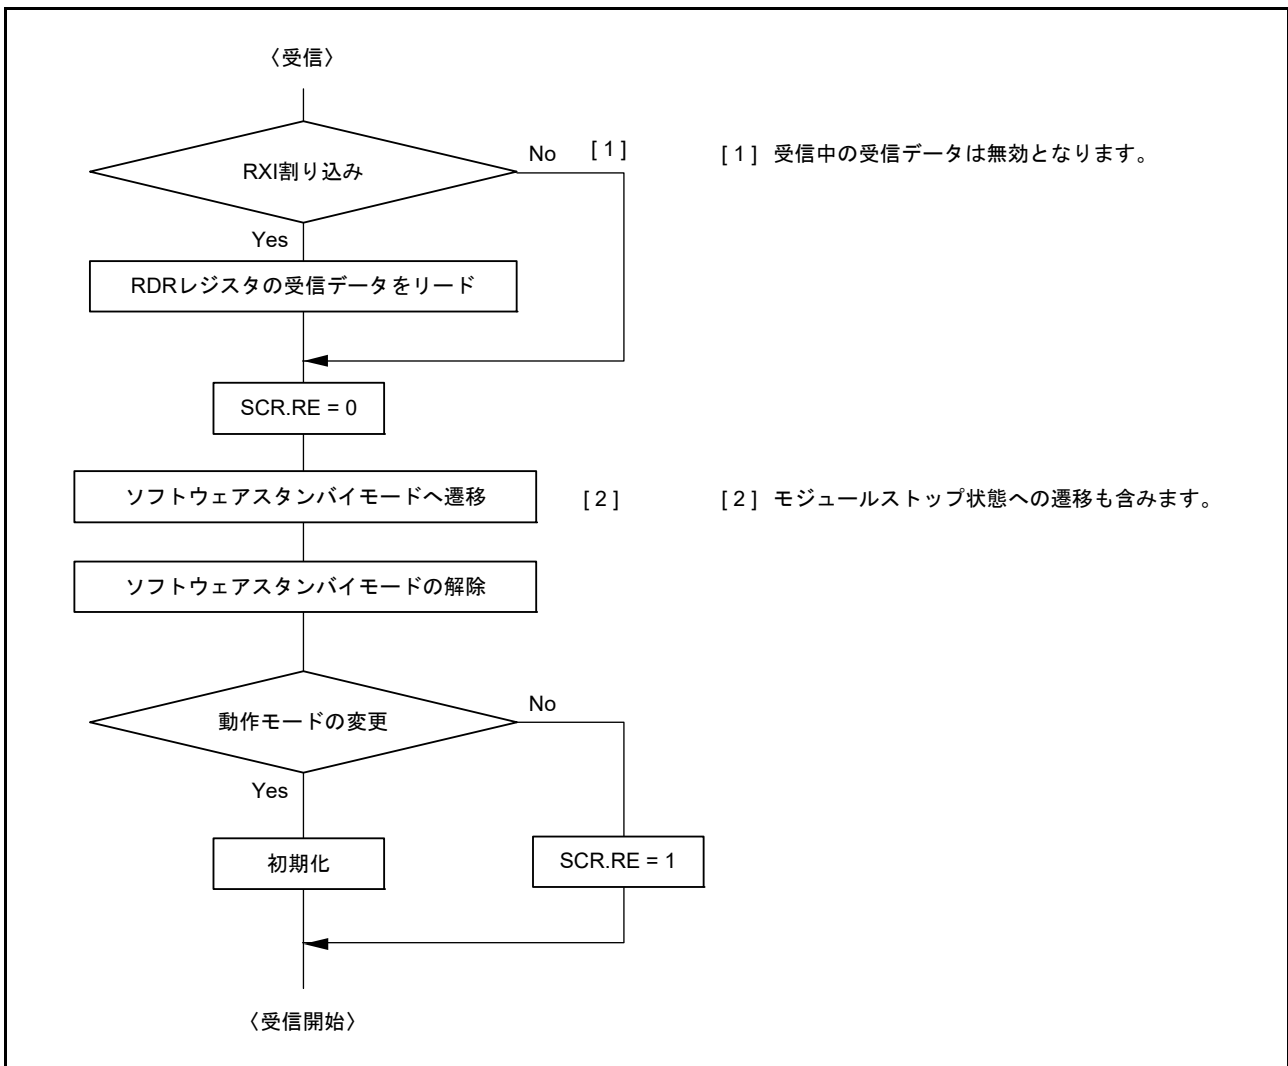 〈受信〉
RXI割り込み
No [1]
[1] 受信中の受信データは無効となります。
Yes
RDRレジスタの受信データをリード
SCR.RE = 0
ソフトウェアスタンバイモードへ遷移
[2]
[2] モジュールストップ状態への遷移も含みます。
ソフトウェアスタンバイモードの解除
動作モードの変更
No
Yes
初期化
SCR.RE = 1
〈受信開始〉